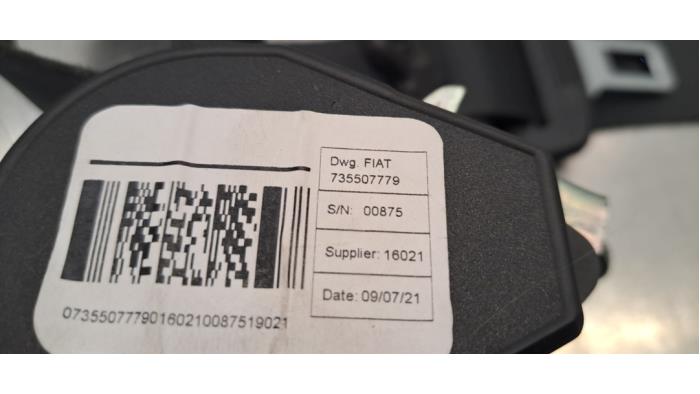 Dwg. FIAT
735507779
S/N: 00875
Supplier: 16021
Date: 09/07/21
07355077790160210087519021